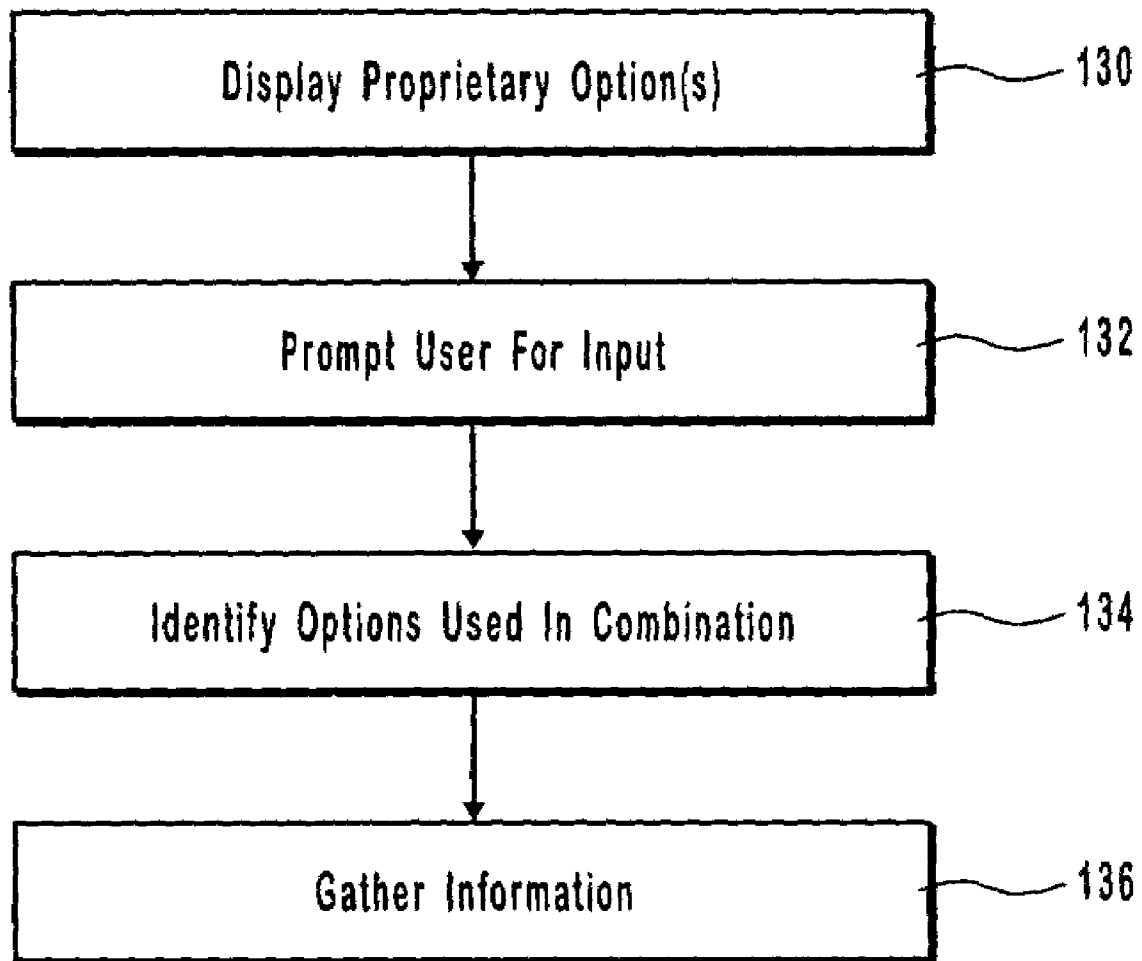 Display Proprietary Option(s)
130
Prompt User For Input
132
Identify Options Used In Combination
134
Gather Information
136